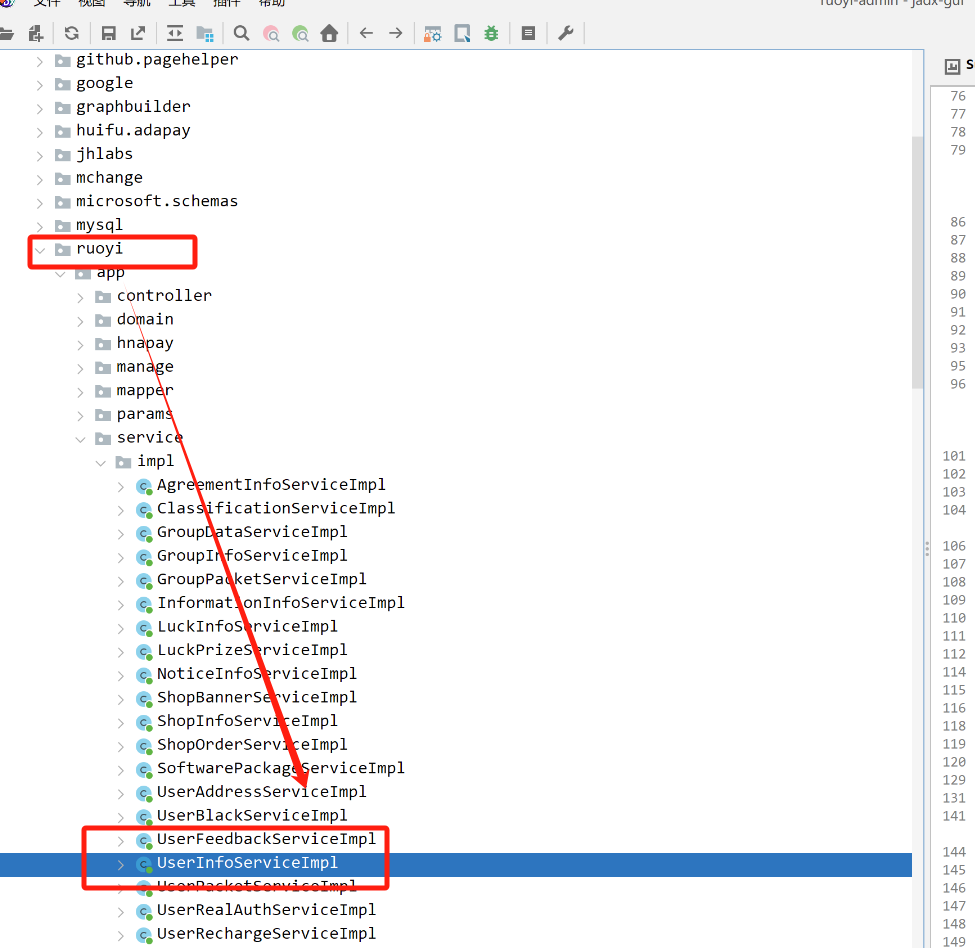 文件 视图 导航 工具 插件 帮助
ruoyi-admin - jadx-gui
github.pagehelper
google
graphbuilder
huifu.adapay
jhlabs
mchange
microsoft.schemas
mysql
ruoyi
app
controller
domain
hnapay
manage
mapper
params
service
impl
AgreementInfoServiceImpl
ClassificationServiceImpl
GroupDataServiceImpl
GroupInfoServiceImpl
GroupPacketServiceImpl
InformationInfoServiceImpl
LuckInfoServiceImpl
LuckPrizeServiceImpl
NoticeInfoServiceImpl
ShopBannerServiceImpl
ShopInfoServiceImpl
ShopOrderServiceImpl
SoftwarePackageServiceImpl
UserAddressServiceImpl
UserBlackServiceImpl
UserFeedbackServiceImpl
UserInfoServiceImpl
UserPacketServiceImpl
UserRealAuthServiceImpl
UserRechargeServiceImpl
S
76
77
78
79
86
87
88
89
90
91
92
93
95
96
101
102
103
104
106
107
108
109
110
111
112
114
115
116
118
119
120
129
131
141
144
145
146
147
148
149